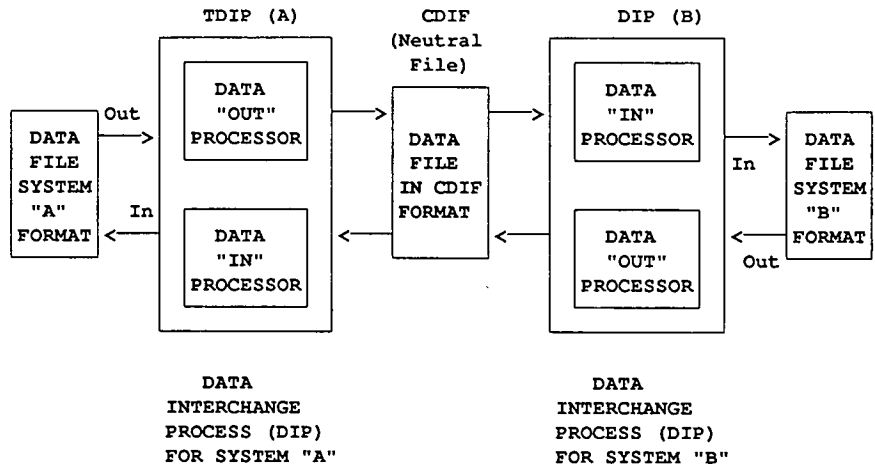 TDIP (A)
CDIF
(Neutral
File)
DIP (B)
DATA
FILE
SYSTEM
"A"
FORMAT
Out
In
DATA
"OUT"
PROCESSOR
DATA
"IN"
PROCESSOR
DATA
FILE
IN CDIF
FORMAT
DATA
"IN"
PROCESSOR
DATA
"OUT"
PROCESSOR
In
Out
DATA
FILE
SYSTEM
"B"
FORMAT
DATA
INTERCHANGE
PROCESS (DIP)
FOR SYSTEM "A"
DATA
INTERCHANGE
PROCESS (DIP)
FOR SYSTEM "B"